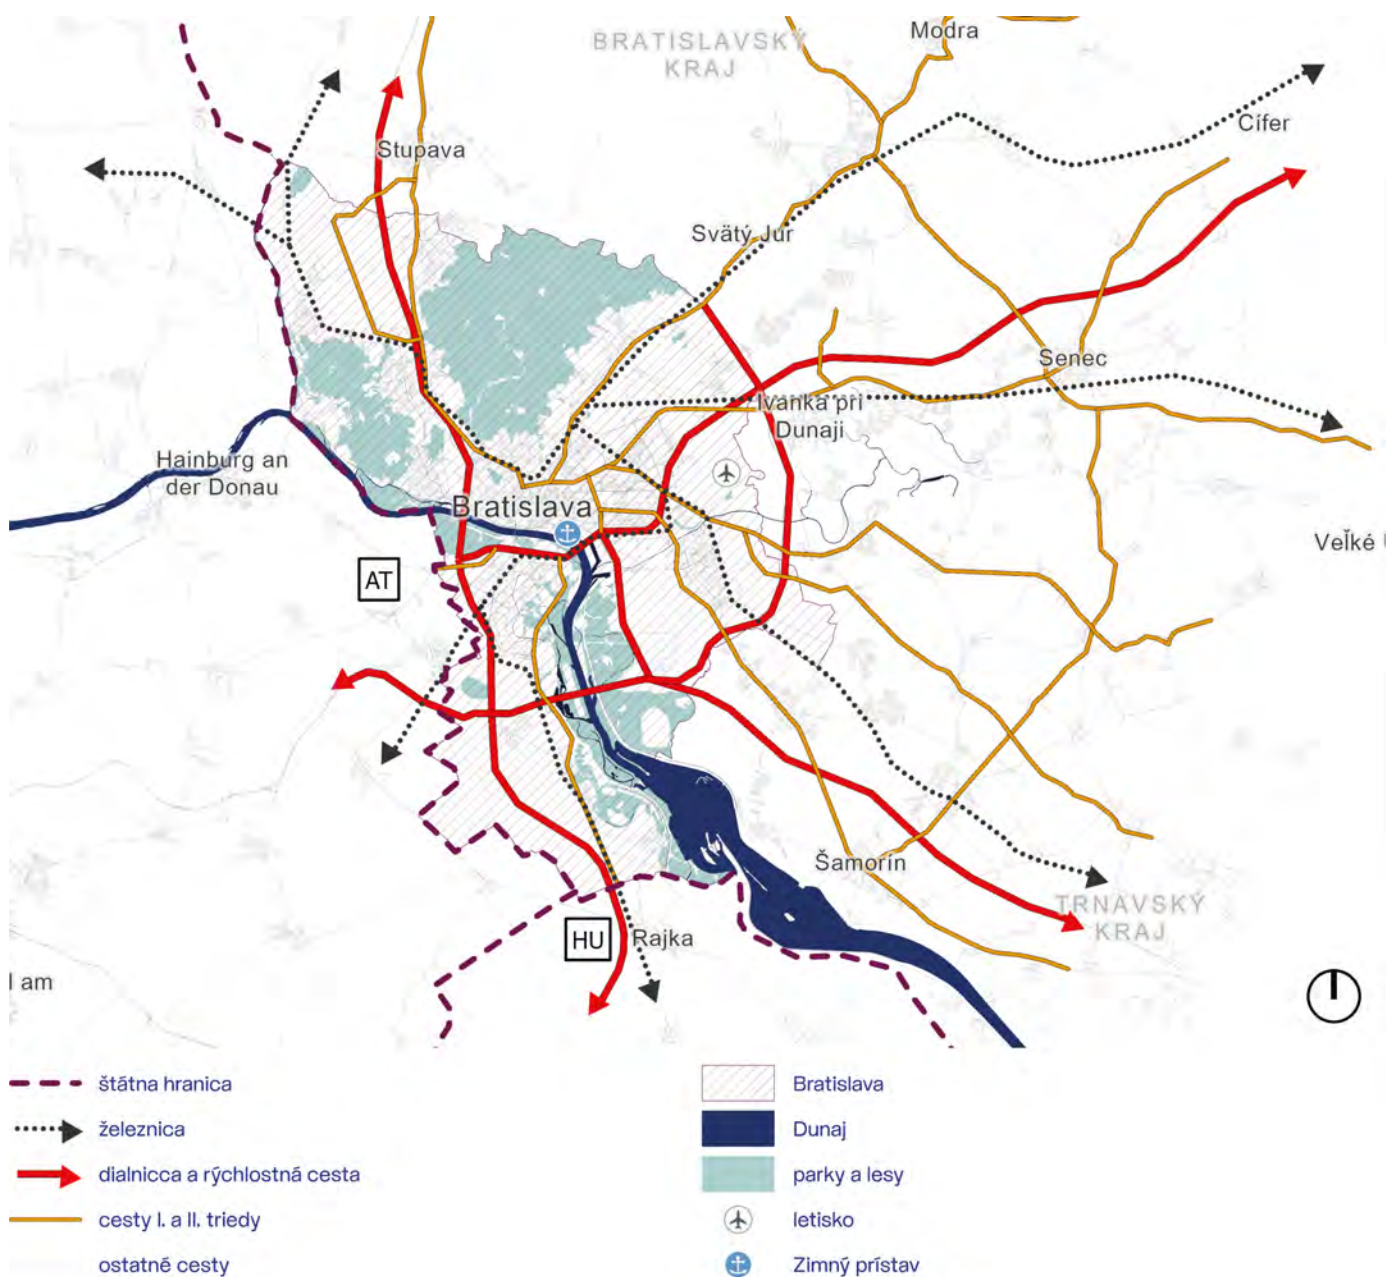 BRATISLAVSKÝ
KRAJ
Modra
Cífer
Stupava
Svätý Jur
Senec
Ivanka pri
Dunaji
Hainburg an
der Donau
Bratislava
Veľké
AT
Šamorín
TRNAVSKÝ
KRAJ
HU
Rajka
l am
štátna hranica
železnica
dialnicca a rýchlostná cesta
cesty I. a II. triedy
ostatné cesty
Bratislava
Dunaj
parky a lesy
letisko
Zimný prístav